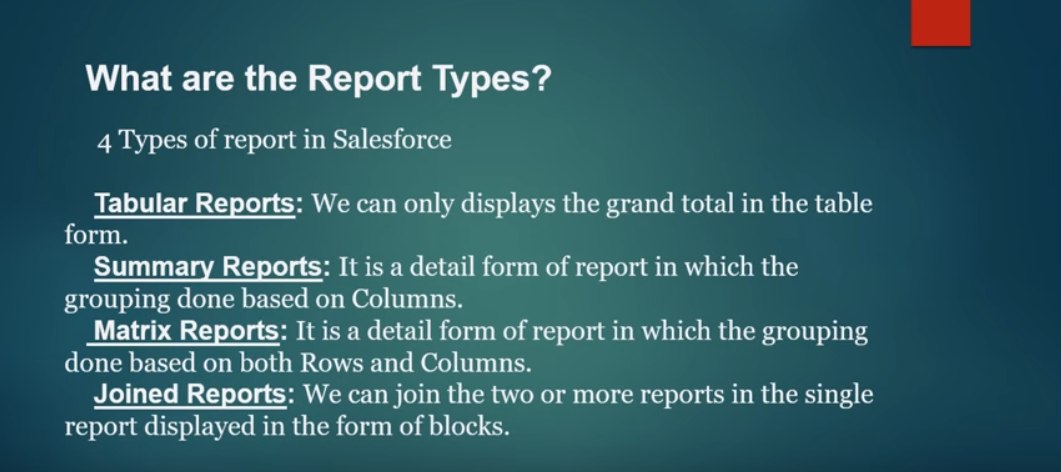 What are the Report Types?
4 Types of report in Salesforce
Tabular Reports: We can only displays the grand total in the table
form.
Summary Reports: It is a detail form of report in which the
grouping done based on Columns.
Matrix Reports: It is a detail form of report in which the grouping
done based on both Rows and Columns.
Joined Reports: We can join the two or more reports in the single
report displayed in the form of blocks.